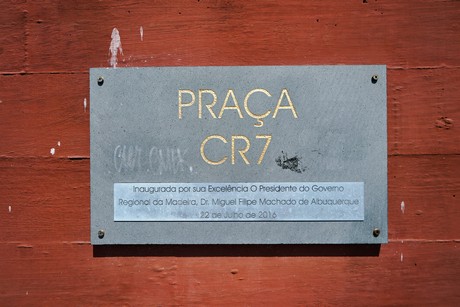 PRAÇA
CR7
Inaugurada por sua Excelência O Presidente do Governo
Regional da Madeira, Dr. Miguel Filipe Machado de Albuquerque
22 de Julho de 2016